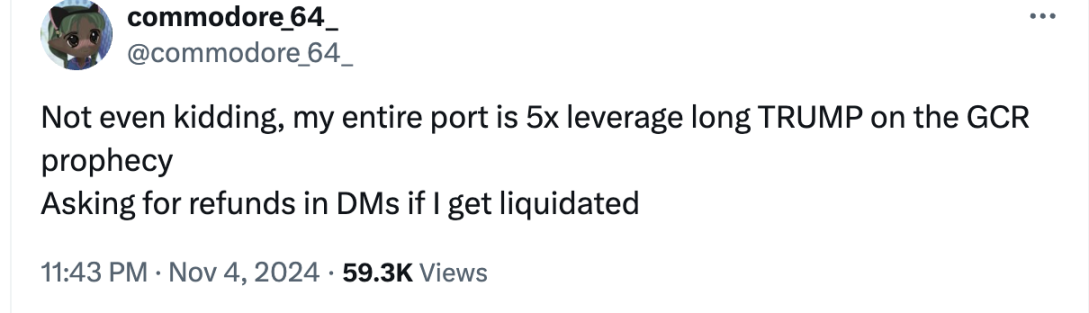 commodore_64_
@commodore_64_
Not even kidding, my entire port is 5x leverage long TRUMP on the GCR
prophecy
Asking for refunds in DMs if I get liquidated
11:43 PM · Nov 4, 2024 · 59.3K Views